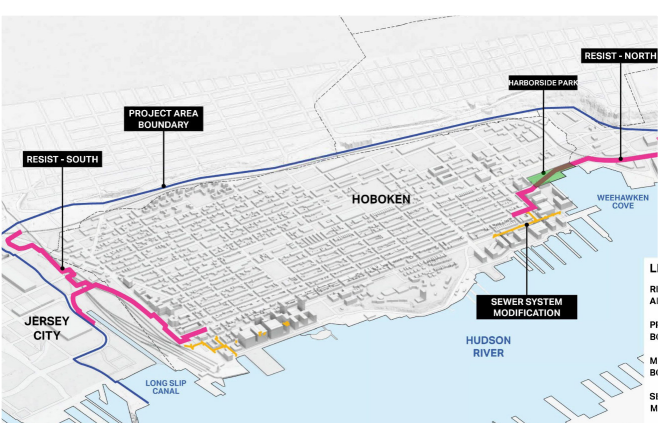 RESIST - NORTH
HARBORSIDE PARK
PROJECT AREA
BOUNDARY
RESIST - SOUTH
HOBOKEN
WEEHAWKEN
COVE
SEWER SYSTEM
MODIFICATION
JERSEY
CITY
HUDSON
RIVER
LONG SLIP
CANAL